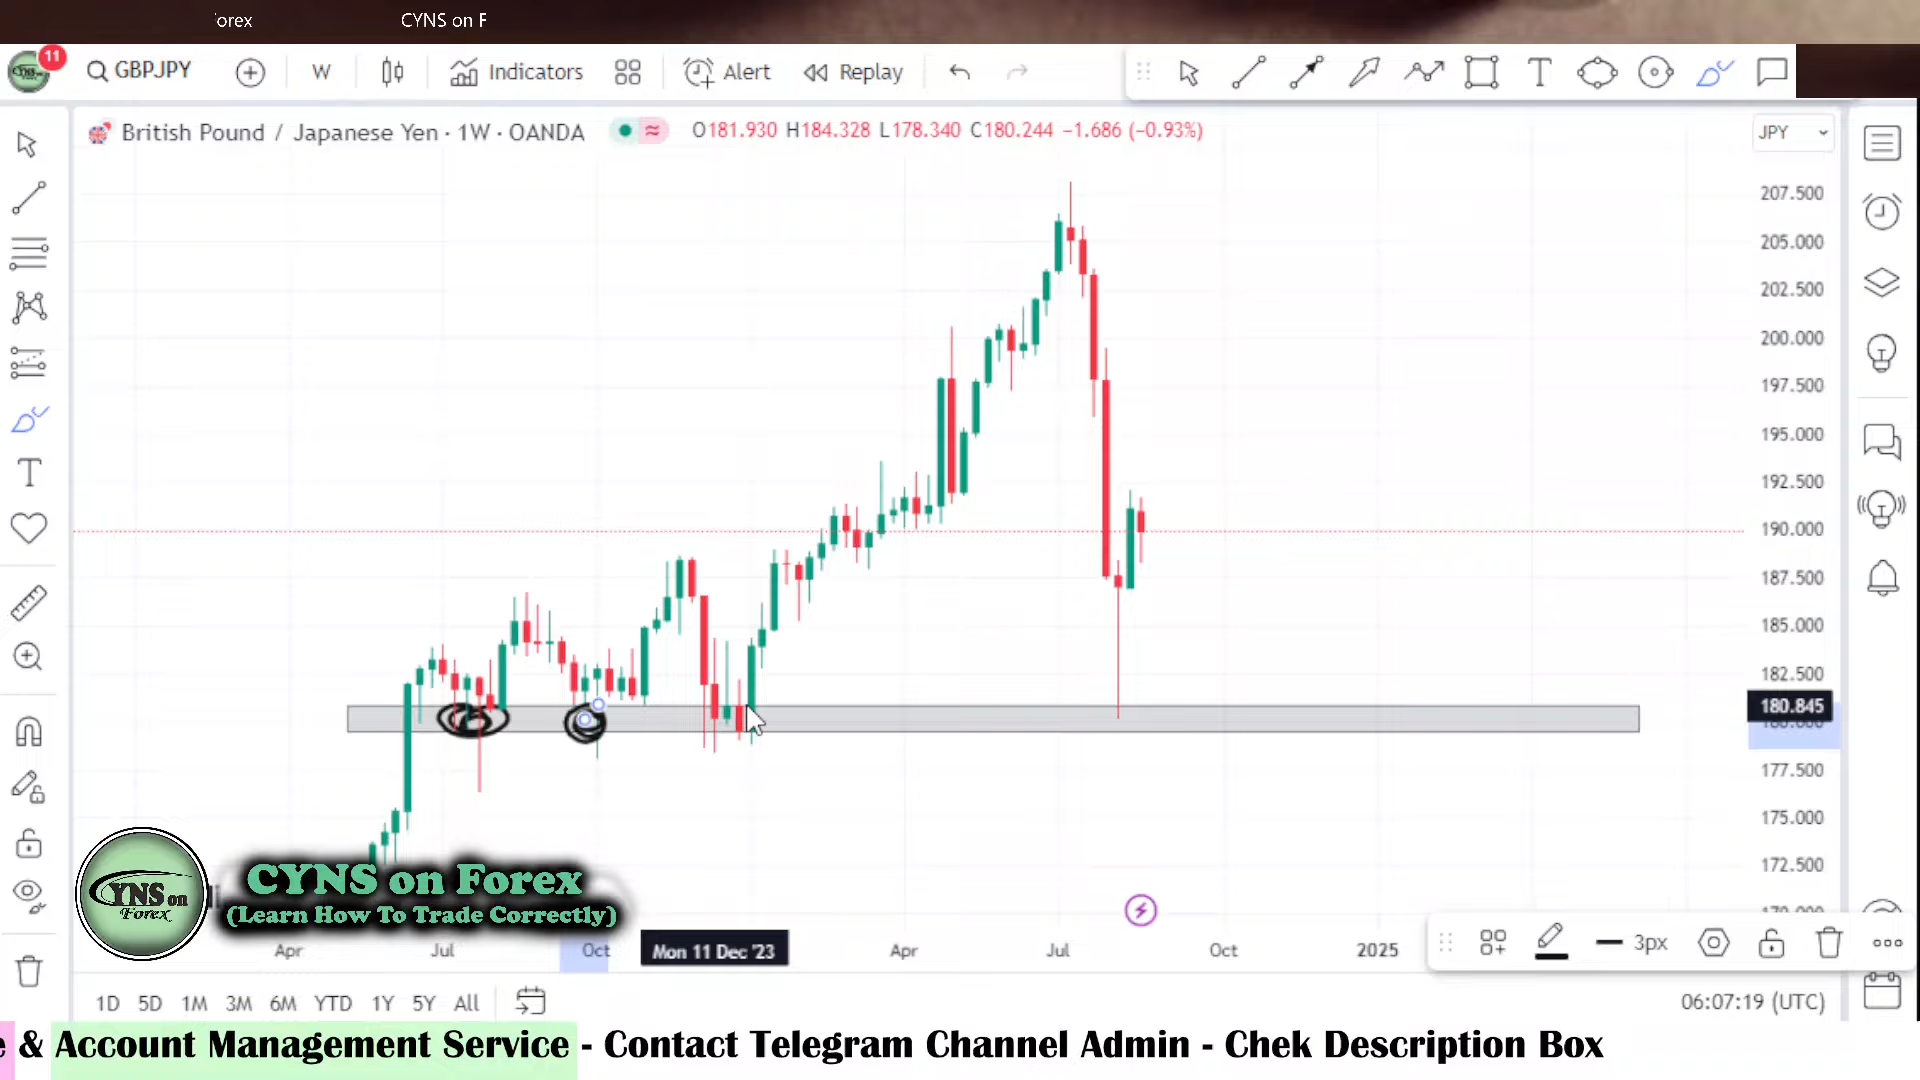 orex CYNS on F
11
GBPJPY W Indicators Alert Replay
British Pound / Japanese Yen · 1W · OANDA O181.930 H184.328 L178.340 C180.244 −1.686 (−0.93%)
JPY
207.500
205.000
202.500
200.000
197.500
195.000
192.500
190.000
187.500
185.000
182.500
180.845
177.500
175.000
172.500
CYNS on Forex
(Learn How To Trade Correctly)
YNS on
Forex
Apr Jul Oct Mon 11 Dec '23 Apr Jul Oct 2025
3px
1D 5D 1M 3M 6M YTD 1Y 5Y All
06:07:19 (UTC)
e & Account Management Service - Contact Telegram Channel Admin - Chek Description Box